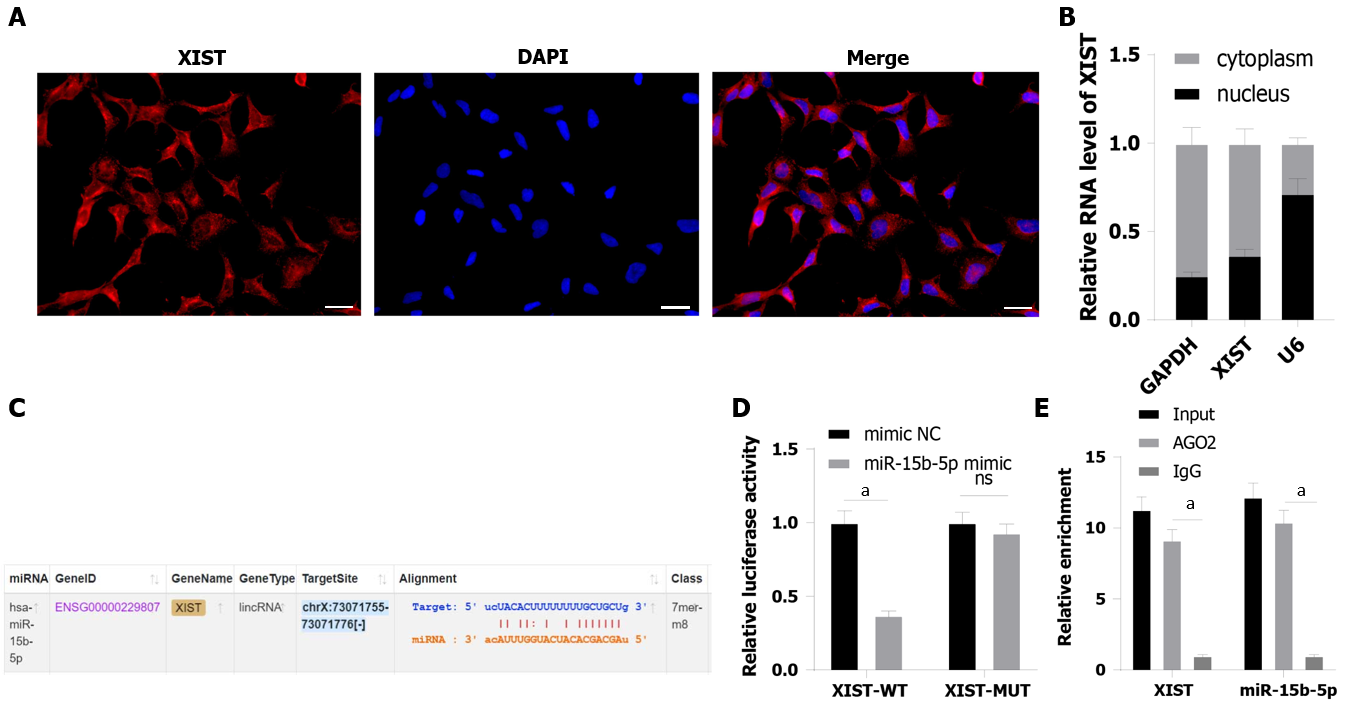 A
XIST
DAPI
Merge
B
Relative RNA level of XIST
1.5
1.0
0.5
0.0
cytoplasm
nucleus
GAPDH
XIST
U6
C
miRNA GeneID GeneName GeneType TargetSite Alignment Class
hsa-miR-15b-5p
ENSG00000229807
XIST
lincRNA
chrX:73071755-
73071776[-]
Target: 5' ucUACACUUUUUUUGCUGCUg 3'
miRNA : 3' acAUUUGGUACUACACGACGAu 5'
7mer-
m8
D
Relative luciferase activity
1.5
1.0
0.5
0.0
mimic NC
miR-15b-5p mimic
a
ns
XIST-WT
XIST-MUT
E
Input
AGO2
IgG
Relative enrichment
15
10
5
0
a
a
XIST
miR-15b-5p